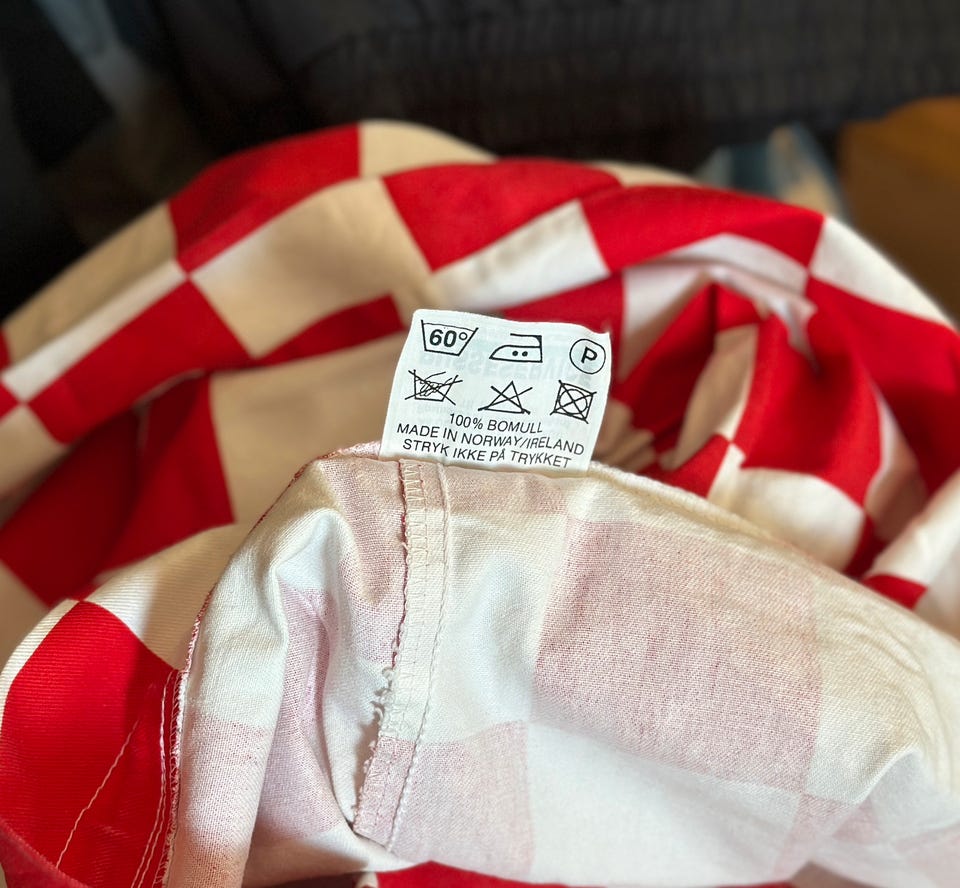 60°
P
100% BOMULL
MADE IN NORWAY/IRELAND
STRYK IKKE PÅ TRYKKET